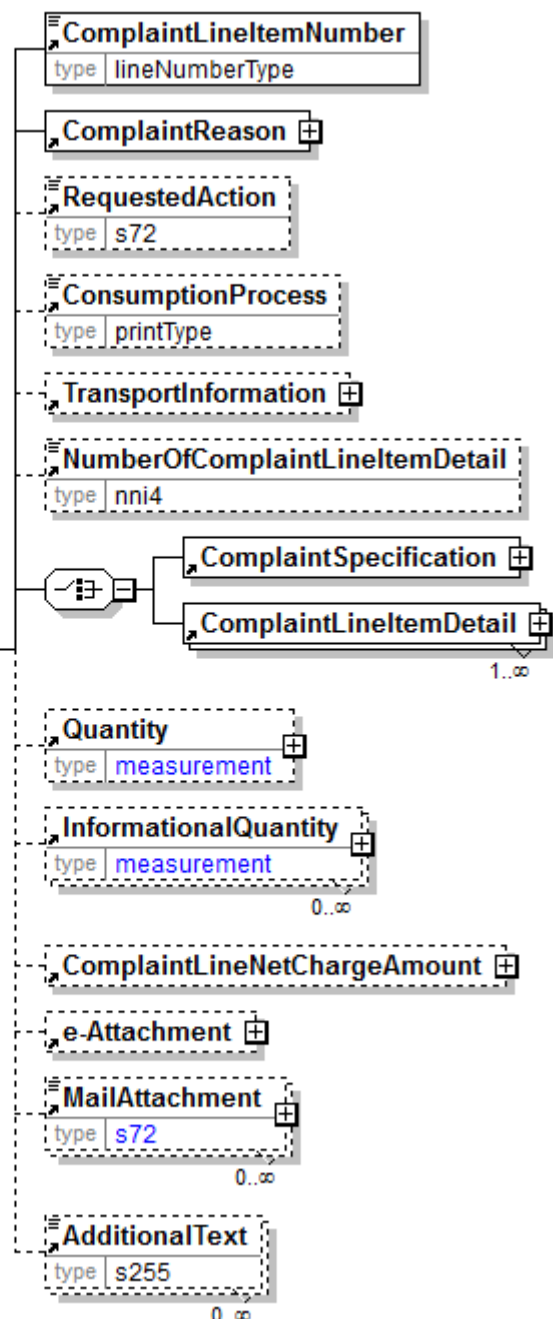 ComplaintLineItemNumber
type lineNumberType
ComplaintReason
RequestedAction
type s72
ConsumptionProcess
type printType
TransportInformation
NumberOfComplaintLineItemDetail
type nni4
ComplaintSpecification
ComplaintLineItemDetail
1..∞
Quantity
type measurement
InformationalQuantity
type measurement
0..∞
ComplaintLineNetChargeAmount
e-Attachment
MailAttachment
type s72
0..∞
AdditionalText
type s255
0..∞